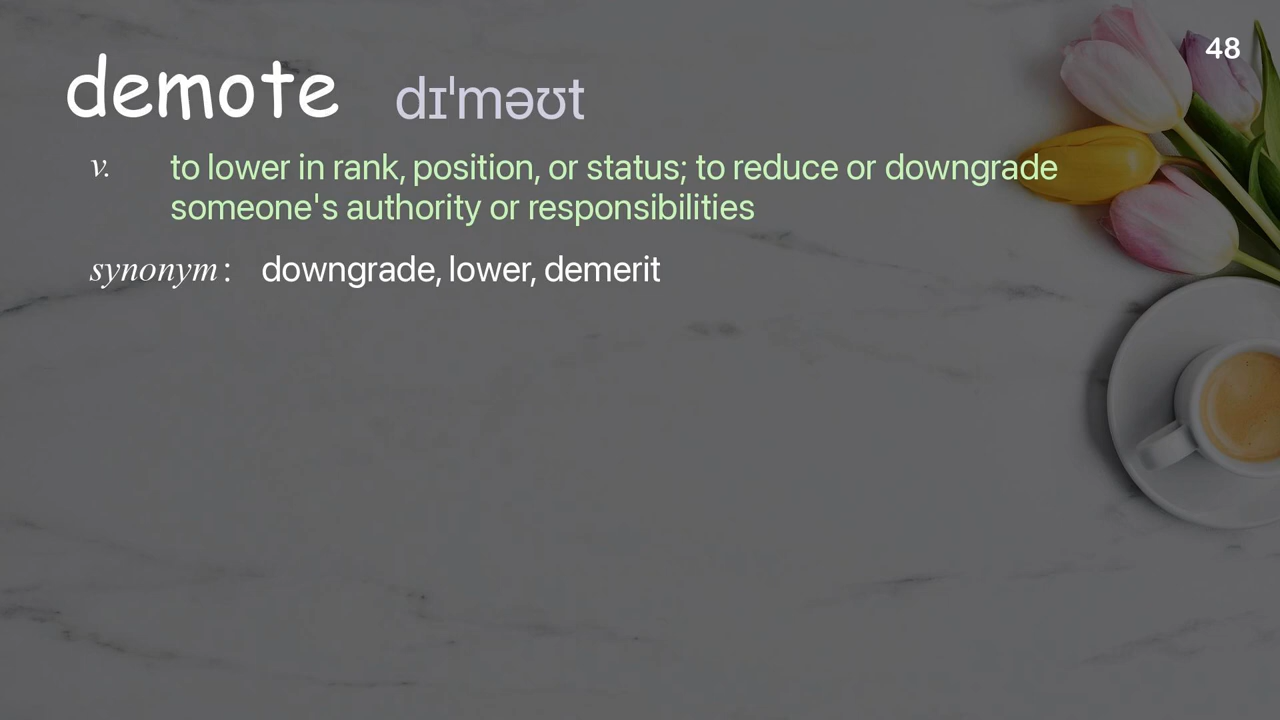 48
demote dɪˈməʊt
v. to lower in rank, position, or status; to reduce or downgrade
someone's authority or responsibilities
synonym: downgrade, lower, demerit